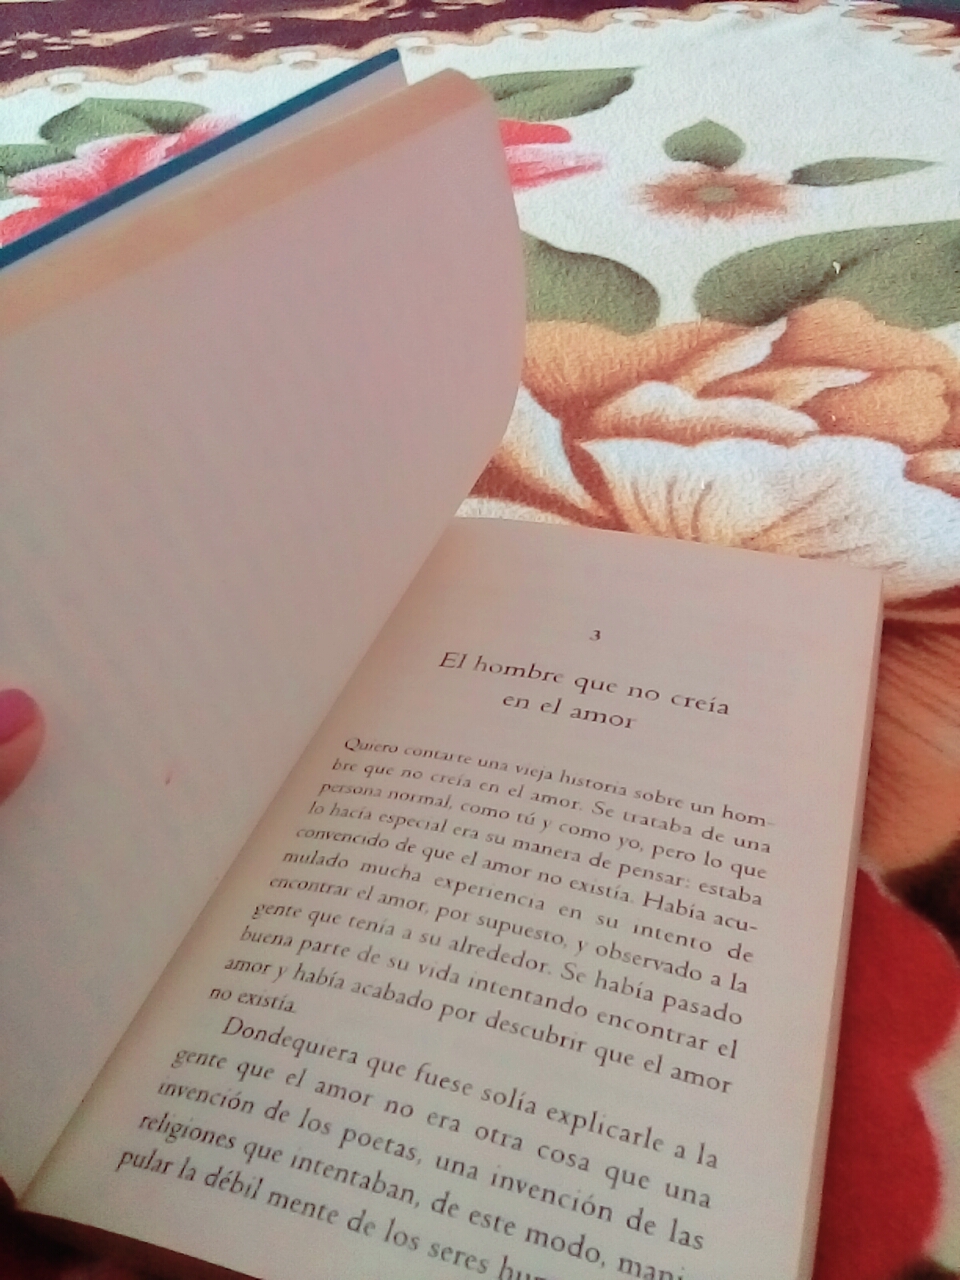 3
El hombre que no creía
en el amor
Quiero contarte una vieja historia sobre un hom-
bre que no creía en el amor. Se trataba de una
persona normal, como tú y como yo, pero lo que
lo hacía especial era su manera de pensar: estaba
convencido de que el amor no existía. Había acu-
mulado mucha experiencia en su intento de
encontrar el amor, por supuesto, y observado a la
gente que tenía a su alrededor. Se había pasado
buena parte de su vida intentando encontrar el
amor y había acabado por descubrir que el amor
no existía.
Dondequiera que fuese solía explicarle a la
gente que el amor no era otra cosa que una
invención de los poetas, una invención de las
religiones que intentaban, de este modo, mani-
pular la débil mente de los seres